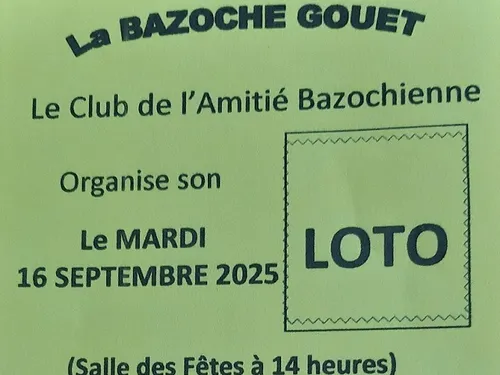 La BAZOCHE GOUET
Le Club de l'Amitié Bazochienne
Organise son
LOTO
Le MARDI
16 SEPTEMBRE 2025
(Salle des Fêtes à 14 heures)